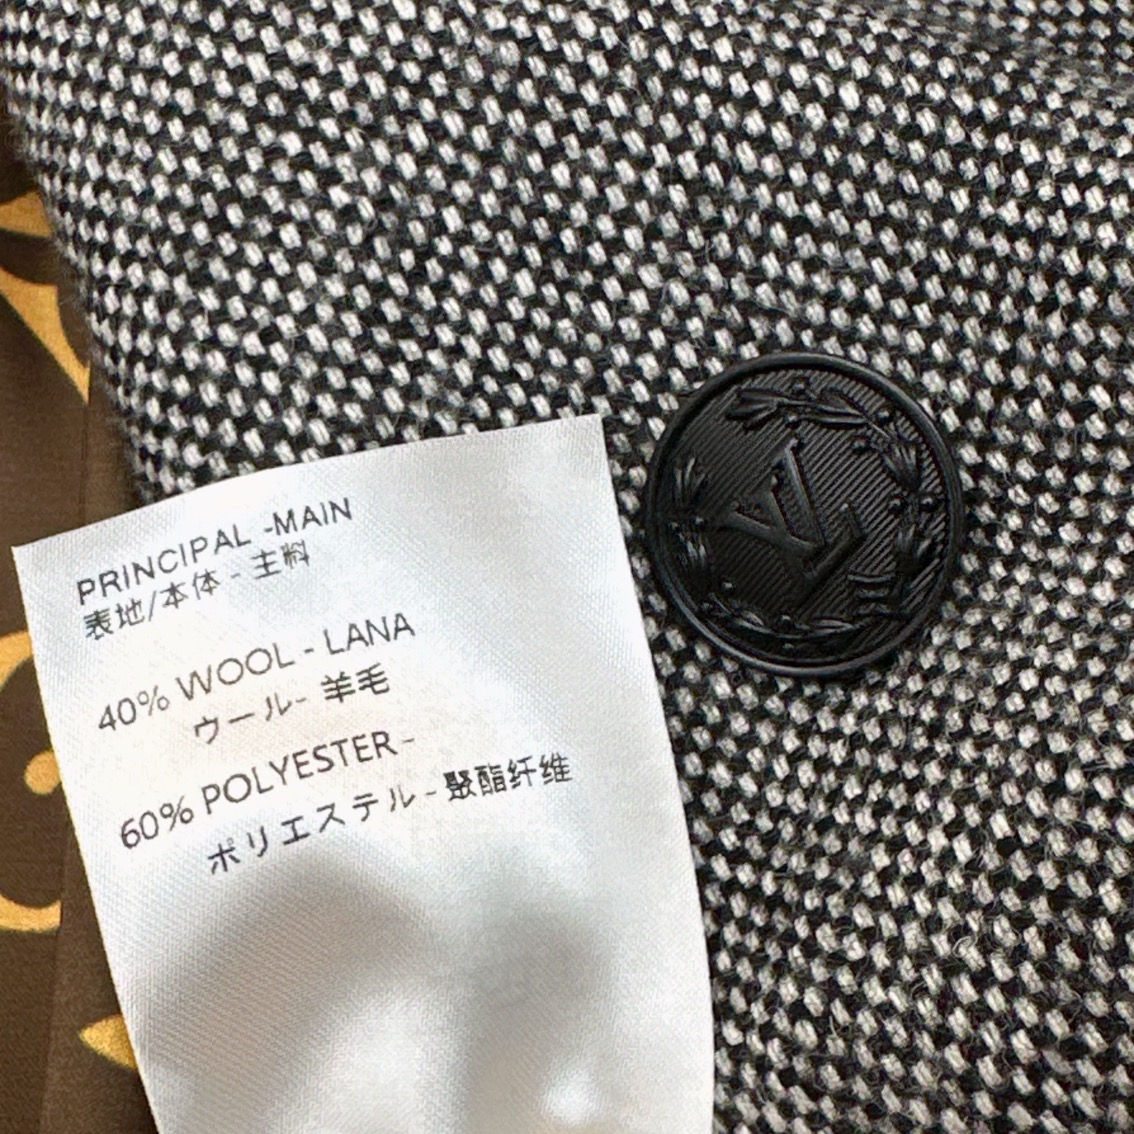 PRINCIPAL -MAIN
表地/本体 - 主料
40% WOOL - LANA
ウール- 羊毛
60% POLYESTER -
ポリエステル - 聚酯纤维
LV